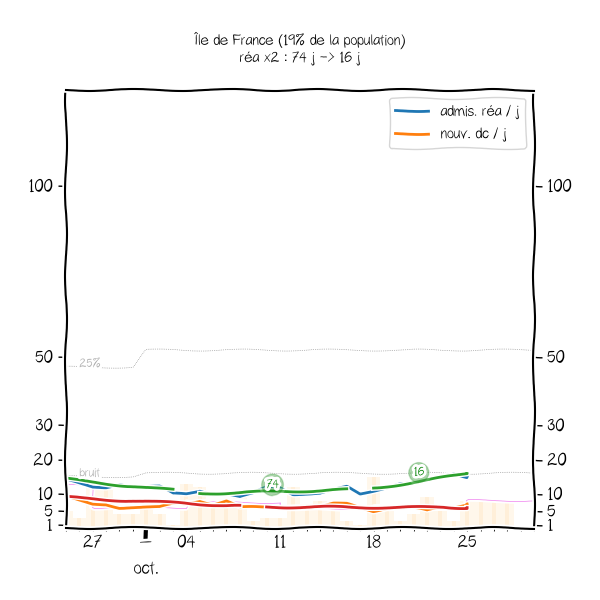 Île de France (19% de la population)
réa x2 : 74 j -> 16 j
admis. réa / j
nouv. dc / j
100 100
50 50
25%
30 30
20 20
bruit
16
74
10 10
5 5
1 1
27 1 04 11 18 25
oct.